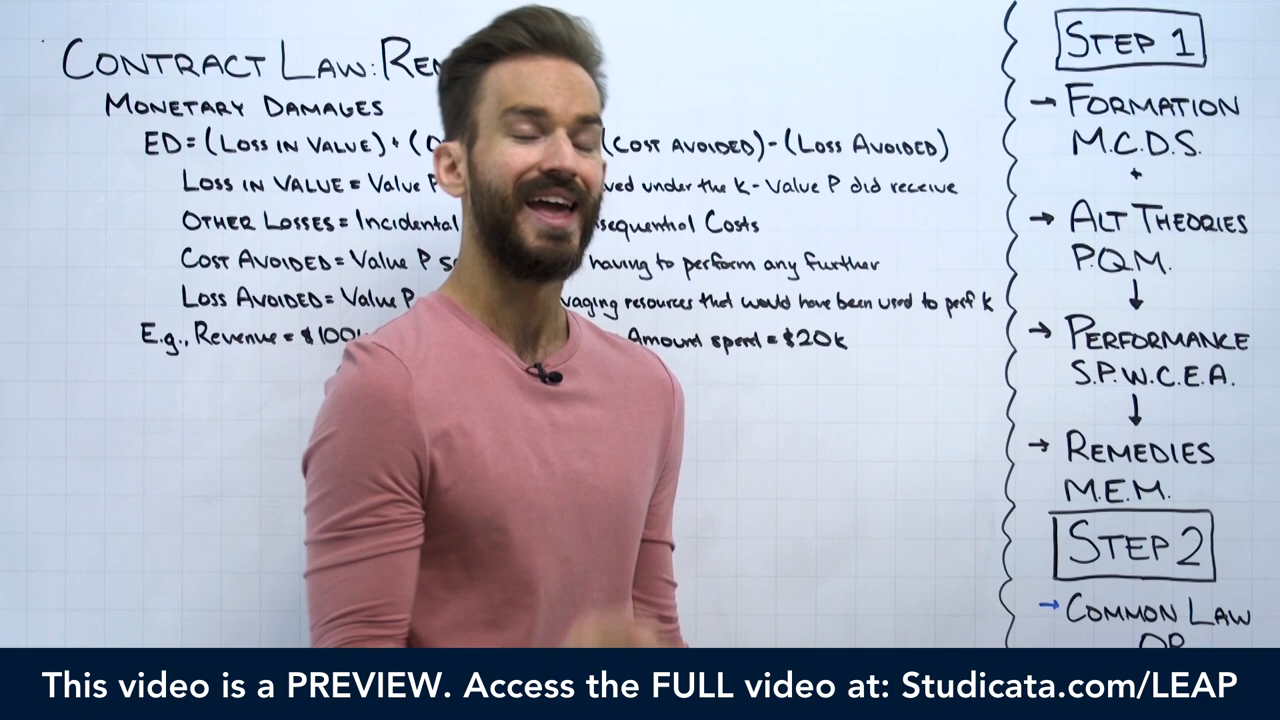 CONTRACT LAW: REM
MONETARY DAMAGES
ED = (LOSS IN VALUE) + (O (COST AVOIDED) - (LOSS AVOIDED)
LOSS IN VALUE = Value P ved under the K - Value P did receive
OTHER LOSSES = Incidental sequential Costs
COST AVOIDED = Value P s having to perform any further
LOSS AVOIDED = Value P vaging resources that would have been used to perf K
E.g., Revenue = $100k Amount spend = $20k
STEP 1
→ FORMATION
M.C.D.S.
+
→ ALT THEORIES
P.Q.M.
↓
→ PERFORMANCE
S.P.W.C.E.A.
↓
→ REMEDIES
M.E.M.
STEP 2
→ COMMON LAW
OR
This video is a PREVIEW. Access the FULL video at: Studicata.com/LEAP